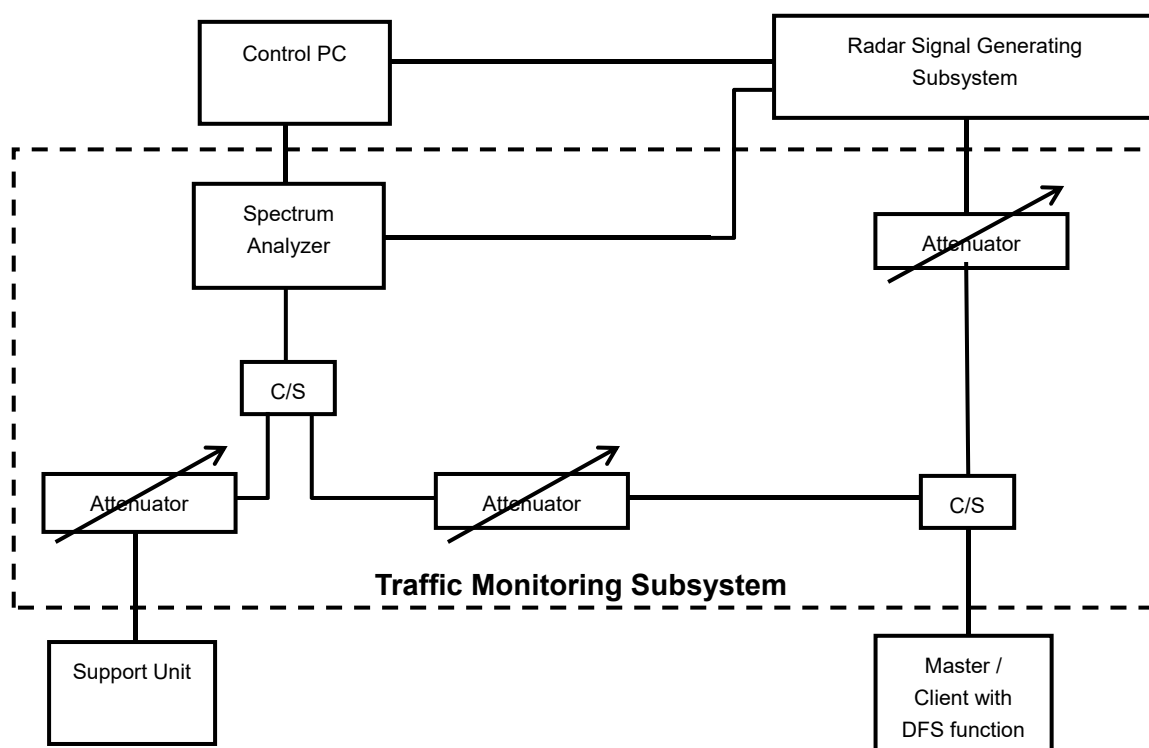 Control PC
Radar Signal Generating
Subsystem
Spectrum
Analyzer
Attenuator
C/S
Attenuator
Attenuator
C/S
Traffic Monitoring Subsystem
Support Unit
Master /
Client with
DFS function